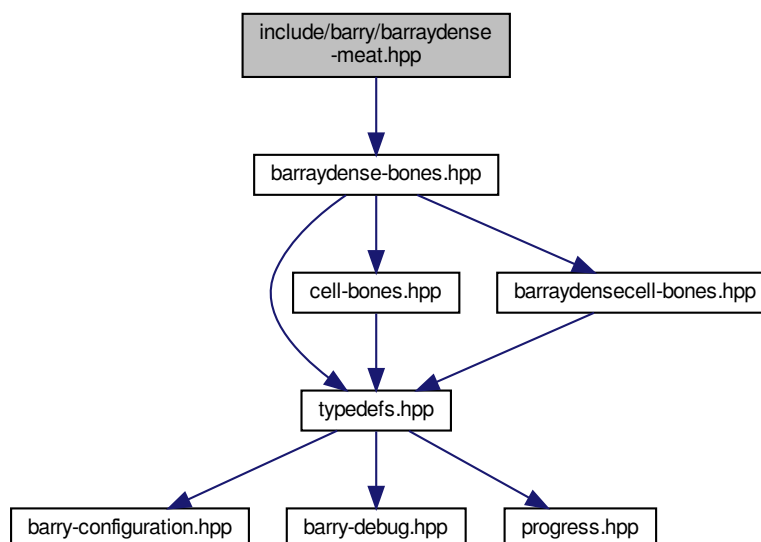 include/barry/barraydense
-meat.hpp
barraydense-bones.hpp
cell-bones.hpp
barraydensecell-bones.hpp
typedefs.hpp
barry-configuration.hpp
barry-debug.hpp
progress.hpp